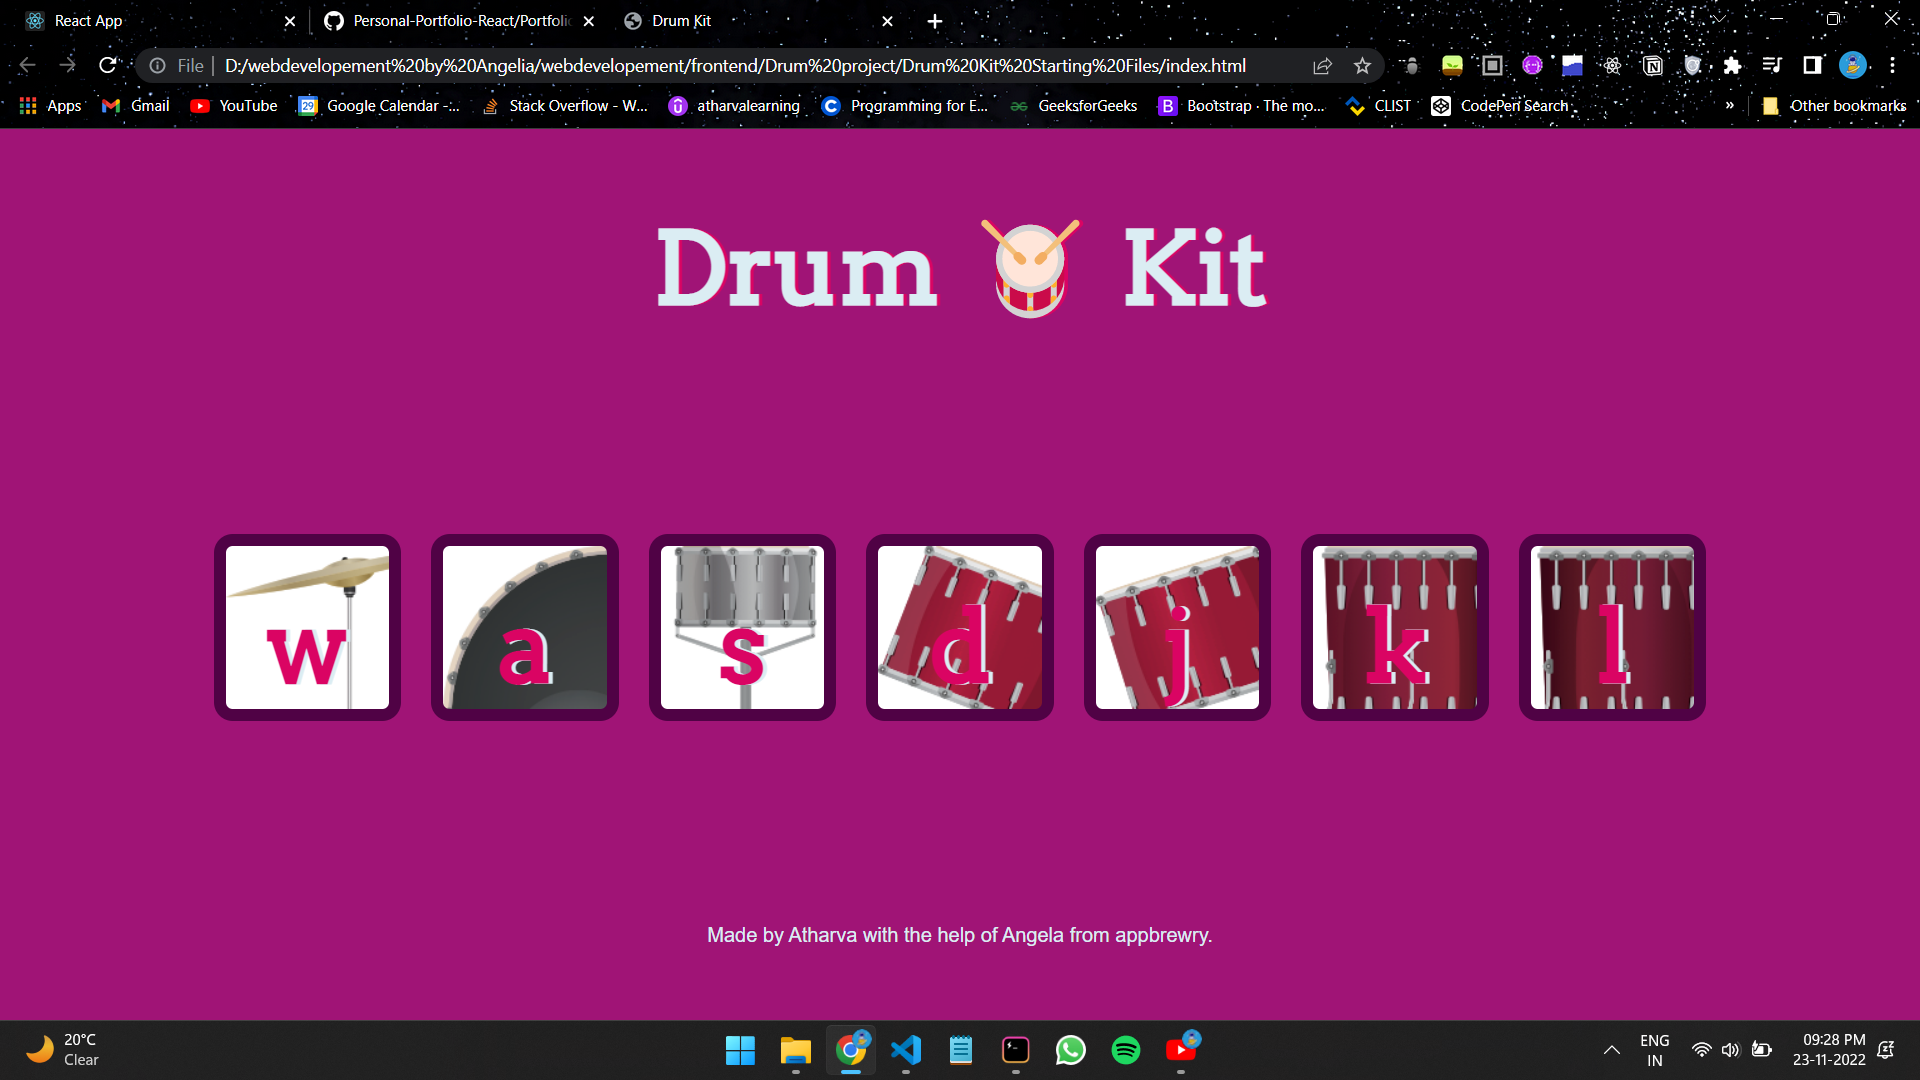 React App
Personal-Portfolio-React/Portfolio
Drum Kit
File
D:/webdevelopement%20by%20Angelia/webdevelopement/frontend/Drum%20project/Drum%20Kit%20Starting%20Files/index.html
Apps
Gmail
YouTube
29
Google Calendar -...
Stack Overflow - W...
atharvalearning
Programming for E...
GeeksforGeeks
B
Bootstrap · The mo...
CLIST
CodePen Search
»
Other bookmarks
Drum Kit
w a s d j k l
Made by Atharva with the help of Angela from appbrewry.
20°C
Clear
ENG
IN
09:28 PM
23-11-2022